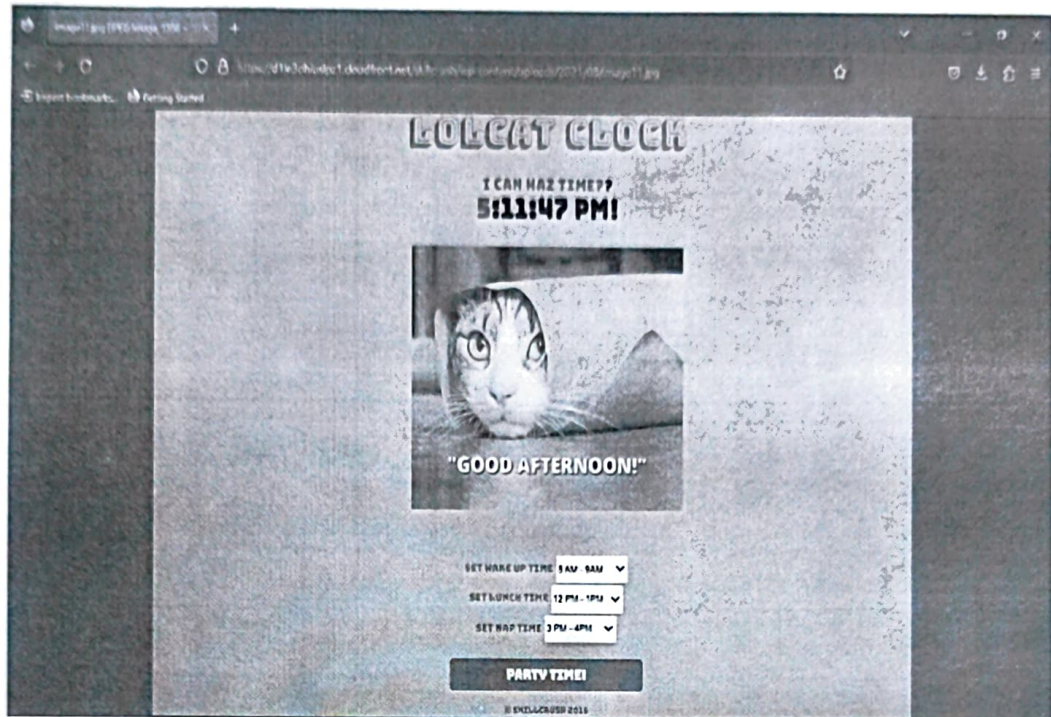 +
Import bookmarks... Getting Started
LOLCAT CLOCK
I CAN HAZ TIME??
5:11:47 PM!
"GOOD AFTERNOON!"
SET WAKE UP TIME
SET LUNCH TIME 12 PM - 1PM
SET NAP TIME 3 PM - 4PM
PARTY TIME!
© SKILLCRUSH